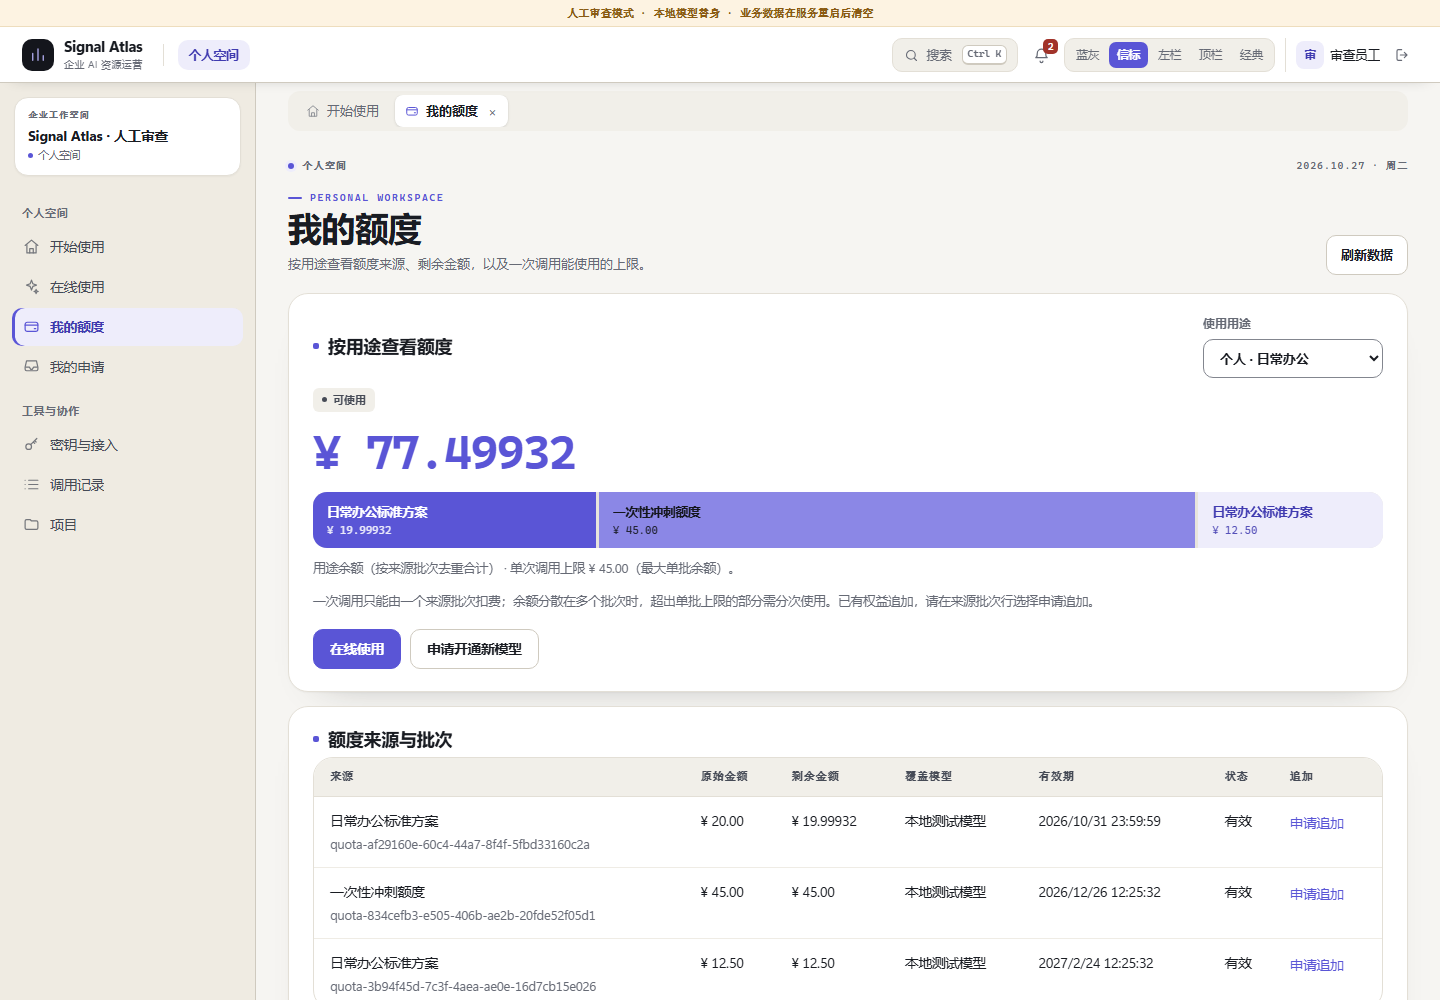 人工审查模式 · 本地模型替身 · 业务数据在服务重启后清空
Signal Atlas
企业 AI 资源运营
个人空间
搜索 Ctrl K
2
蓝灰 信标 左栏 顶栏 经典
审 审查员工
企业工作空间
Signal Atlas · 人工审查
个人空间
个人空间
开始使用
在线使用
我的额度
我的申请
工具与协作
密钥与接入
调用记录
项目
开始使用 我的额度 ×
个人空间
2026.10.27 · 周二
PERSONAL WORKSPACE
我的额度
按用途查看额度来源、剩余金额，以及一次调用能使用的上限。
刷新数据
按用途查看额度
使用用途
个人 · 日常办公
可使用
¥ 77.49932
日常办公标准方案
¥ 19.99932
一次性冲刺额度
¥ 45.00
日常办公标准方案
¥ 12.50
用途余额（按来源批次去重合计） · 单次调用上限 ¥ 45.00（最大单批余额）。
一次调用只能由一个来源批次扣费；余额分散在多个批次时，超出单批上限的部分需分次使用。已有权益追加，请在来源批次行选择申请追加。
在线使用 申请开通新模型
额度来源与批次
来源 原始金额 剩余金额 覆盖模型 有效期 状态 追加
日常办公标准方案 ¥ 20.00 ¥ 19.99932 本地测试模型 2026/10/31 23:59:59 有效 申请追加
quota-af29160e-60c4-44a7-8f4f-5fbd33160c2a
一次性冲刺额度 ¥ 45.00 ¥ 45.00 本地测试模型 2026/12/26 12:25:32 有效 申请追加
quota-834cefb3-e505-406b-ae2b-20fde52f05d1
日常办公标准方案 ¥ 12.50 ¥ 12.50 本地测试模型 2027/2/24 12:25:32 有效 申请追加
quota-3b94f45d-7c3f-4aea-ae0e-16d7cb15e026